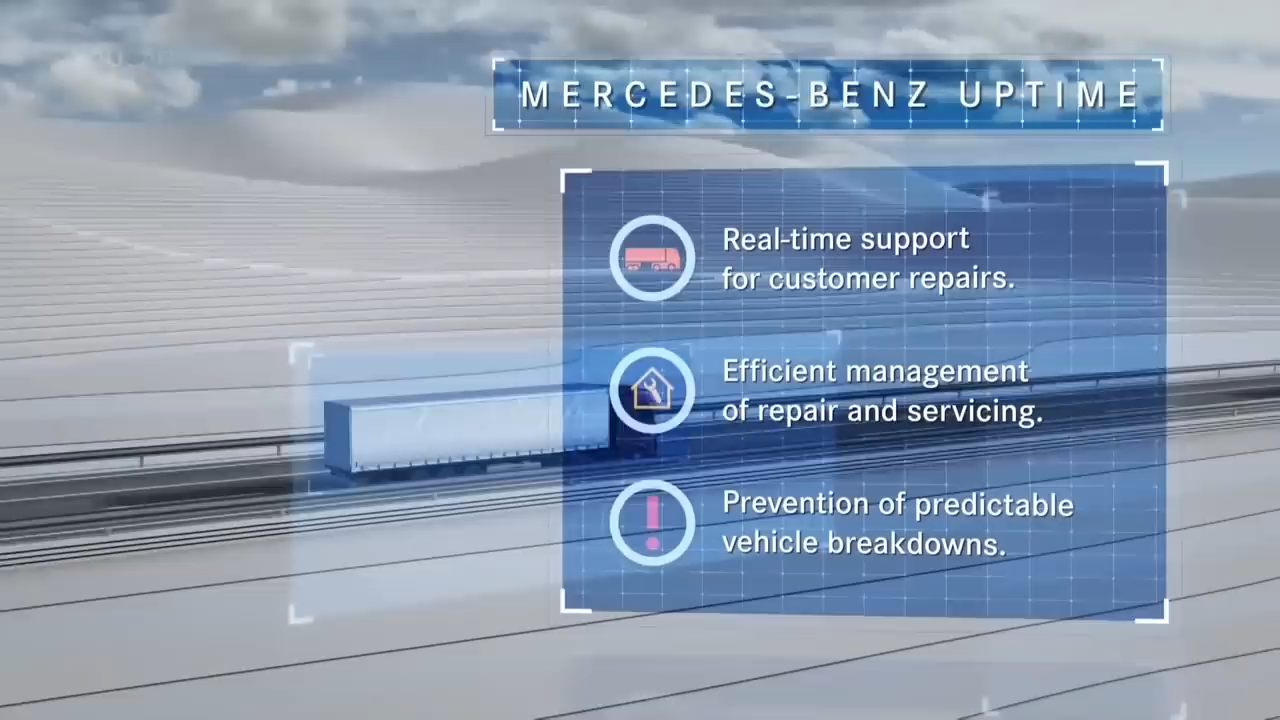 MERCEDES-BENZ UPTIME
Real-time support
for customer repairs.
Efficient management
of repair and servicing.
Prevention of predictable
vehicle breakdowns.